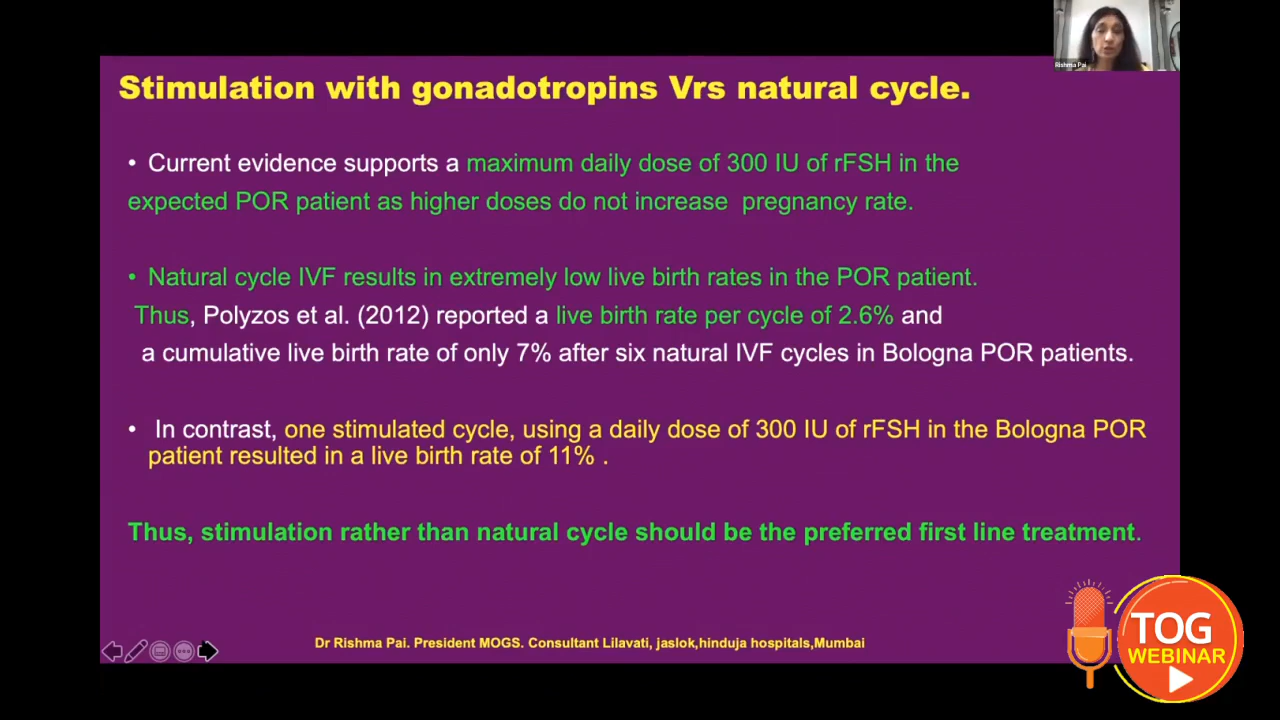 Rishma Pai
Stimulation with gonadotropins Vrs natural cycle.
• Current evidence supports a maximum daily dose of 300 IU of rFSH in the
expected POR patient as higher doses do not increase pregnancy rate.
• Natural cycle IVF results in extremely low live birth rates in the POR patient.
Thus, Polyzos et al. (2012) reported a live birth rate per cycle of 2.6% and
a cumulative live birth rate of only 7% after six natural IVF cycles in Bologna POR patients.
• In contrast, one stimulated cycle, using a daily dose of 300 IU of rFSH in the Bologna POR
patient resulted in a live birth rate of 11% .
Thus, stimulation rather than natural cycle should be the preferred first line treatment.
Dr Rishma Pai. President MOGS. Consultant Lilavati, jaslok,hinduja hospitals,Mumbai
TOG
WEBINAR